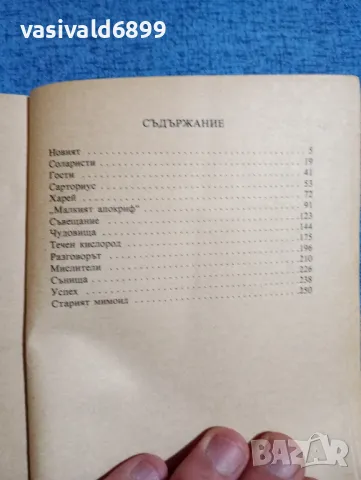 vasivald6899
СЪДЪРЖАНИЕ
Новият 5
Соларисти 19
Гости 41
Сарториус 53
Харей 72
„Малкият апокриф” 91
Съвещание 123
Чудовища 144
Течен кислород 175
Разговорът 196
Мислители 210
Сънища 226
Успех 238
Старият мимоид 250
BAZAR